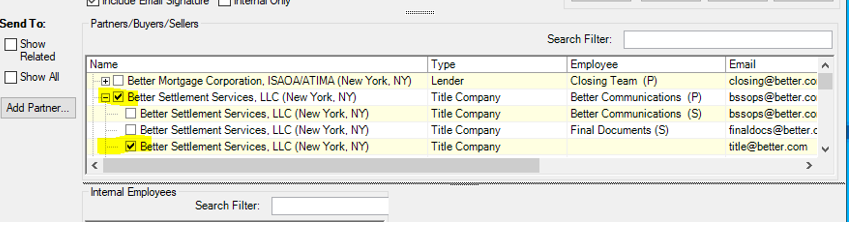 Include Email Signature Internal Only
Send To: Partners/Buyers/Sellers
Show Related
Search Filter:
Show All
Name Type Employee Email
Better Mortgage Corporation, ISAOA/ATIMA (New York, NY) Lender Closing Team (P) closing@better.co
Add Partner... Better Settlement Services, LLC (New York, NY) Title Company Better Communications (P) bssops@better.co
Better Settlement Services, LLC (New York, NY) Title Company Better Communications (S) bssops@better.co
Better Settlement Services, LLC (New York, NY) Title Company Final Documents (S) finaldocs@better.c
Better Settlement Services, LLC (New York, NY) Title Company title@better.com
Internal Employees
Search Filter: